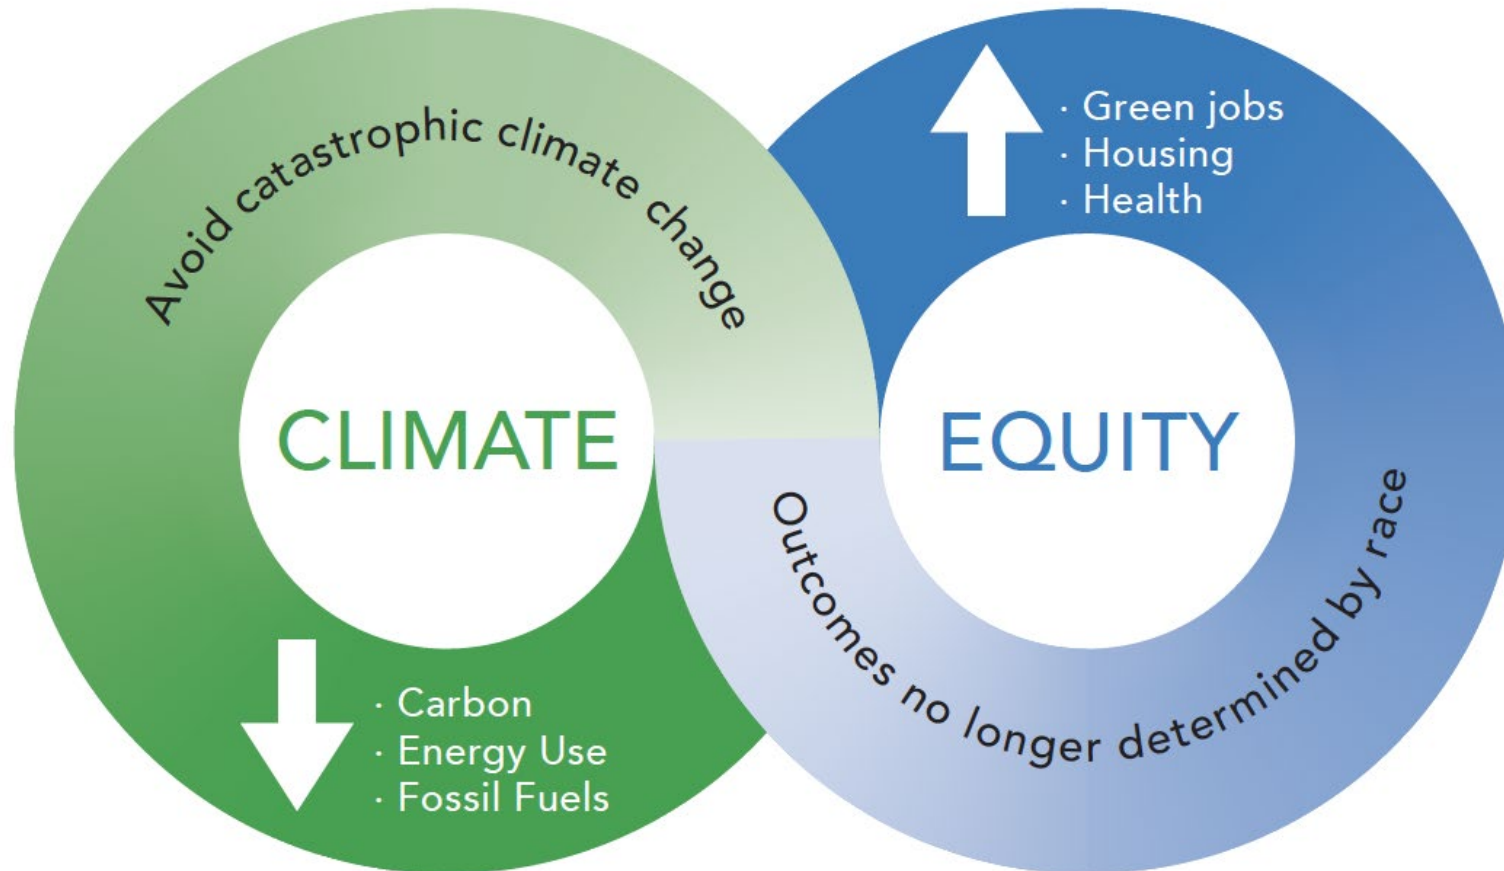 Avoid catastrophic climate change
CLIMATE
· Carbon
· Energy Use
· Fossil Fuels
· Green jobs
· Housing
· Health
EQUITY
Outcomes no longer determined by race